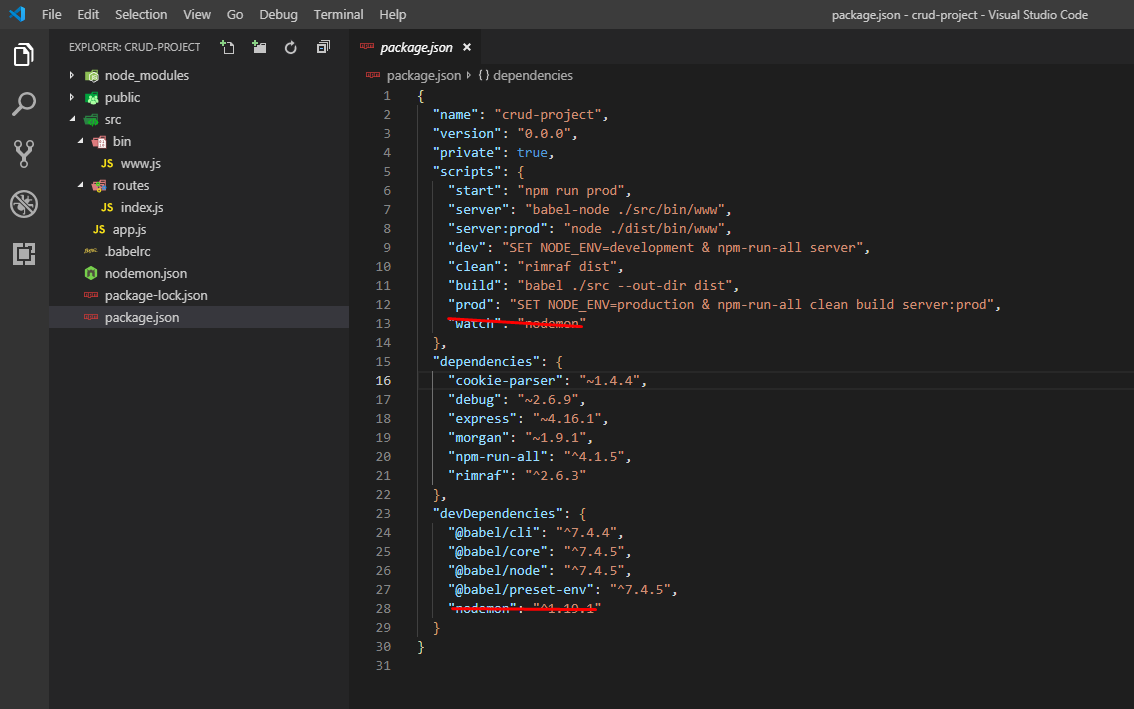 File Edit Selection View Go Debug Terminal Help
package.json - crud-project - Visual Studio Code
EXPLORER: CRUD-PROJECT
node_modules
public
src
bin
JS www.js
routes
JS index.js
JS app.js
.babelrc
nodemon.json
package-lock.json
package.json
package.json ×
package.json {} dependencies
1 {
2 "name": "crud-project",
3 "version": "0.0.0",
4 "private": true,
5 "scripts": {
6 "start": "npm run prod",
7 "server": "babel-node ./src/bin/www",
8 "server:prod": "node ./dist/bin/www",
9 "dev": "SET NODE_ENV=development & npm-run-all server",
10 "clean": "rimraf dist",
11 "build": "babel ./src --out-dir dist",
12 "prod": "SET NODE_ENV=production & npm-run-all clean build server:prod",
13 "watch": "nodemon"
14 },
15 "dependencies": {
16 "cookie-parser": "~1.4.4",
17 "debug": "~2.6.9",
18 "express": "~4.16.1",
19 "morgan": "~1.9.1",
20 "npm-run-all": "^4.1.5",
21 "rimraf": "^2.6.3"
22 },
23 "devDependencies": {
24 "@babel/cli": "^7.4.4",
25 "@babel/core": "^7.4.5",
26 "@babel/node": "^7.4.5",
27 "@babel/preset-env": "^7.4.5",
28 "nodemon": "^1.19.1"
29 }
30 }
31